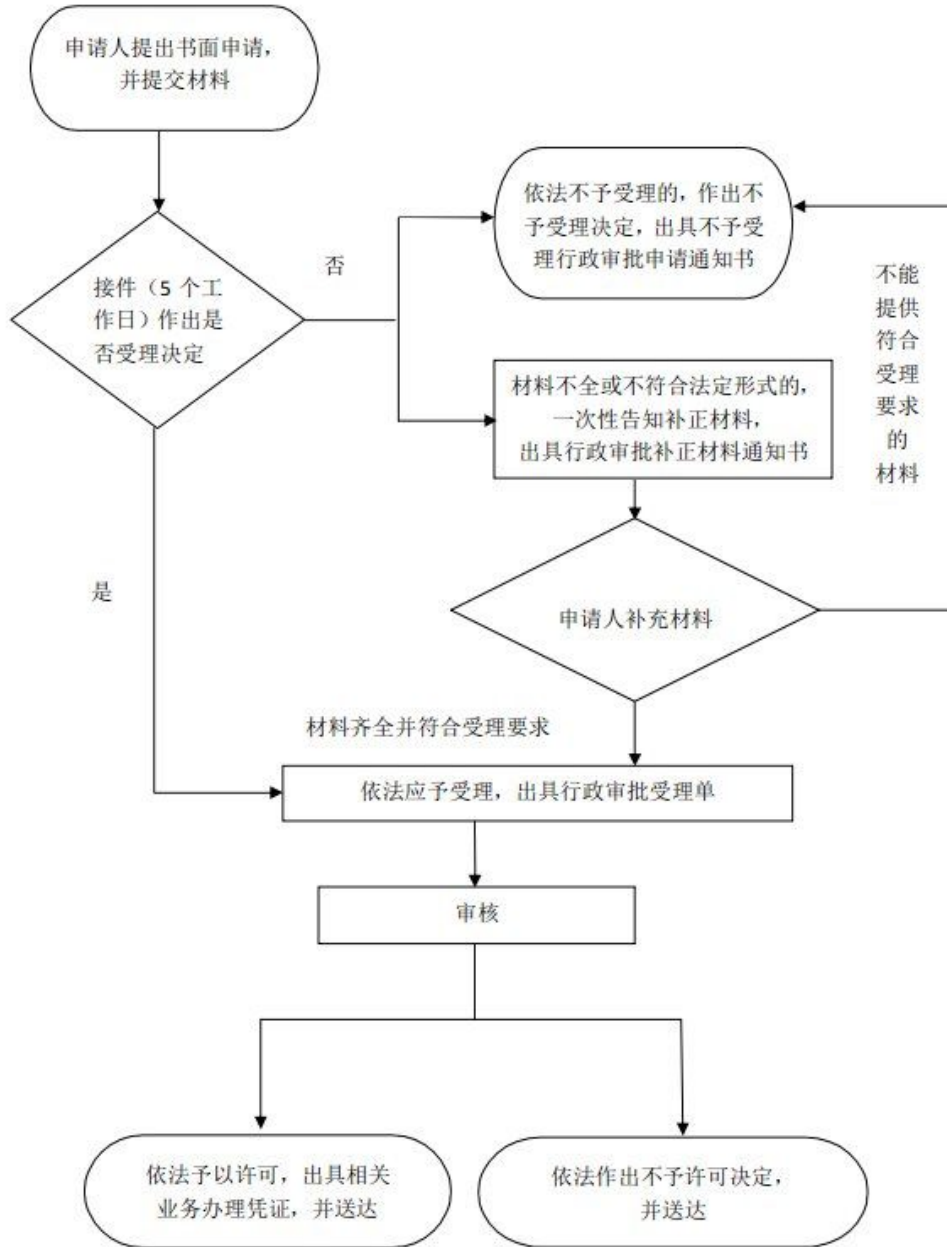 申请人提出书面申请，
并提交材料
依法不予受理的，作出不
予受理决定，出具不予受
理行政审批申请通知书
否
接件（5 个工
作日）作出是
否受理决定
不能
提供
符合
受理
要求
的
材料
材料不全或不符合法定形式的，
一次性告知补正材料，
出具行政审批补正材料通知书
是
申请人补充材料
材料齐全并符合受理要求
依法应予受理，出具行政审批受理单
审核
依法予以许可，出具相关
业务办理凭证，并送达
依法作出不予许可决定，
并送达